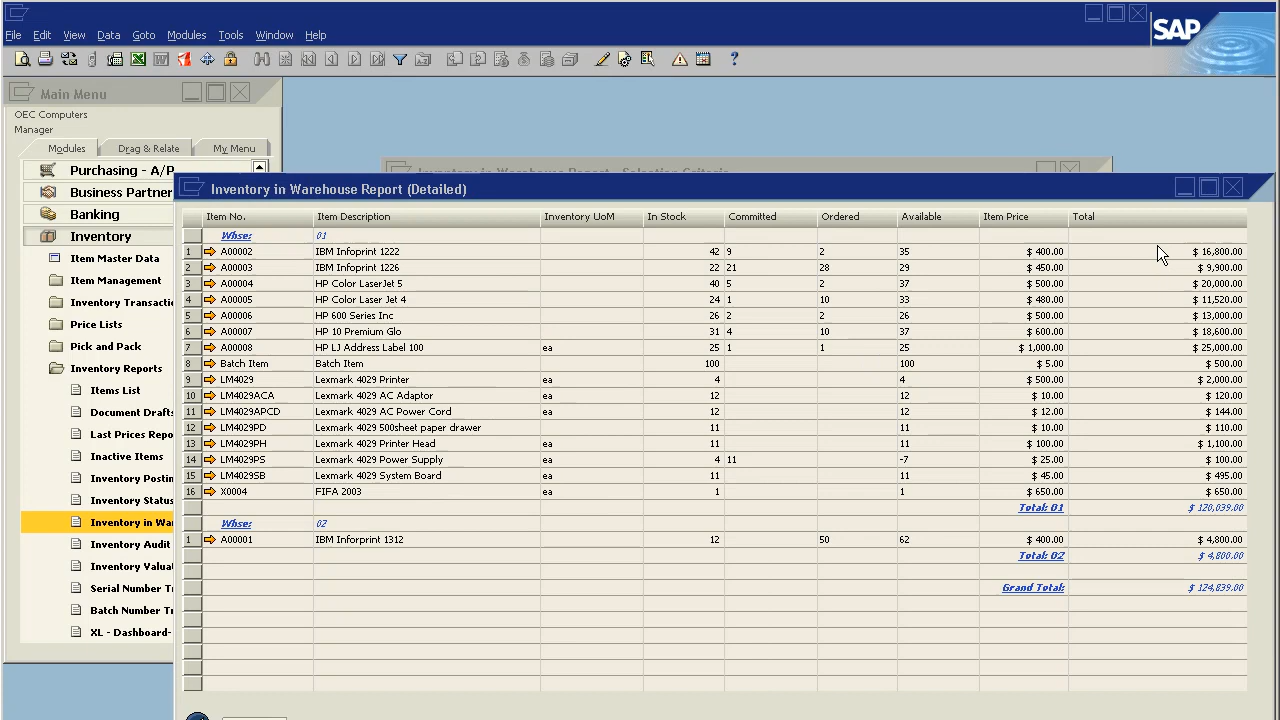 File Edit View Data Goto Modules Tools Window Help
SAP
Main Menu
OEC Computers
Manager
Modules Drag & Relate My Menu
Purchasing - A/P
Business Partner
Banking
Inventory
Item Master Data
Item Management
Inventory Transactio
Price Lists
Pick and Pack
Inventory Reports
Items List
Document Drafts
Last Prices Repo
Inactive Items
Inventory Postin
Inventory Status
Inventory in Wa
Inventory Audit
Inventory Valua
Serial Number T
Batch Number T
XL - Dashboard-
Inventory in Warehouse Report - Selection Criteria
Inventory in Warehouse Report (Detailed)
Item No. Item Description Inventory UoM In Stock Committed Ordered Available Item Price Total
Whse: 01
1 A00002 IBM Infoprint 1222 42 9 2 35 $ 400.00 $ 16,800.00
2 A00003 IBM Infoprint 1226 22 21 28 29 $ 450.00 $ 9,900.00
3 A00004 HP Color LaserJet 5 40 5 2 37 $ 500.00 $ 20,000.00
4 A00005 HP Color Laser Jet 4 24 1 10 33 $ 480.00 $ 11,520.00
5 A00006 HP 600 Series Inc 26 2 2 26 $ 500.00 $ 13,000.00
6 A00007 HP 10 Premium Glo 31 4 10 37 $ 600.00 $ 18,600.00
7 A00008 HP LJ Address Label 100 ea 25 1 1 25 $ 1,000.00 $ 25,000.00
8 Batch Item Batch Item 100 100 $ 5.00 $ 500.00
9 LM4029 Lexmark 4029 Printer ea 4 4 $ 500.00 $ 2,000.00
10 LM4029ACA Lexmark 4029 AC Adaptor ea 12 12 $ 10.00 $ 120.00
11 LM4029APCD Lexmark 4029 AC Power Cord ea 12 12 $ 12.00 $ 144.00
12 LM4029PD Lexmark 4029 500sheet paper drawer 11 11 $ 10.00 $ 110.00
13 LM4029PH Lexmark 4029 Printer Head ea 11 11 $ 100.00 $ 1,100.00
14 LM4029PS Lexmark 4029 Power Supply ea 4 11 -7 $ 25.00 $ 100.00
15 LM4029SB Lexmark 4029 System Board ea 11 11 $ 45.00 $ 495.00
16 X0004 FIFA 2003 ea 1 1 $ 650.00 $ 650.00
Total: 01 $ 120,039.00
Whse: 02
1 A00001 IBM Inforprint 1312 12 50 62 $ 400.00 $ 4,800.00
Total: 02 $ 4,800.00
Grand Total: $ 124,839.00